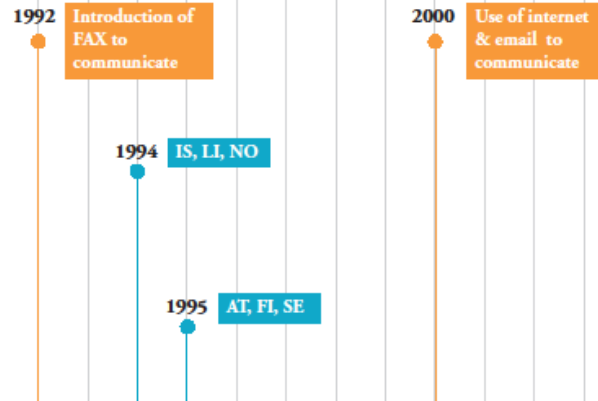 1992
Introduction of
FAX to
communicate
2000
Use of internet
& email to
communicate
1994
IS, LI, NO
1995
AT, FI, SE